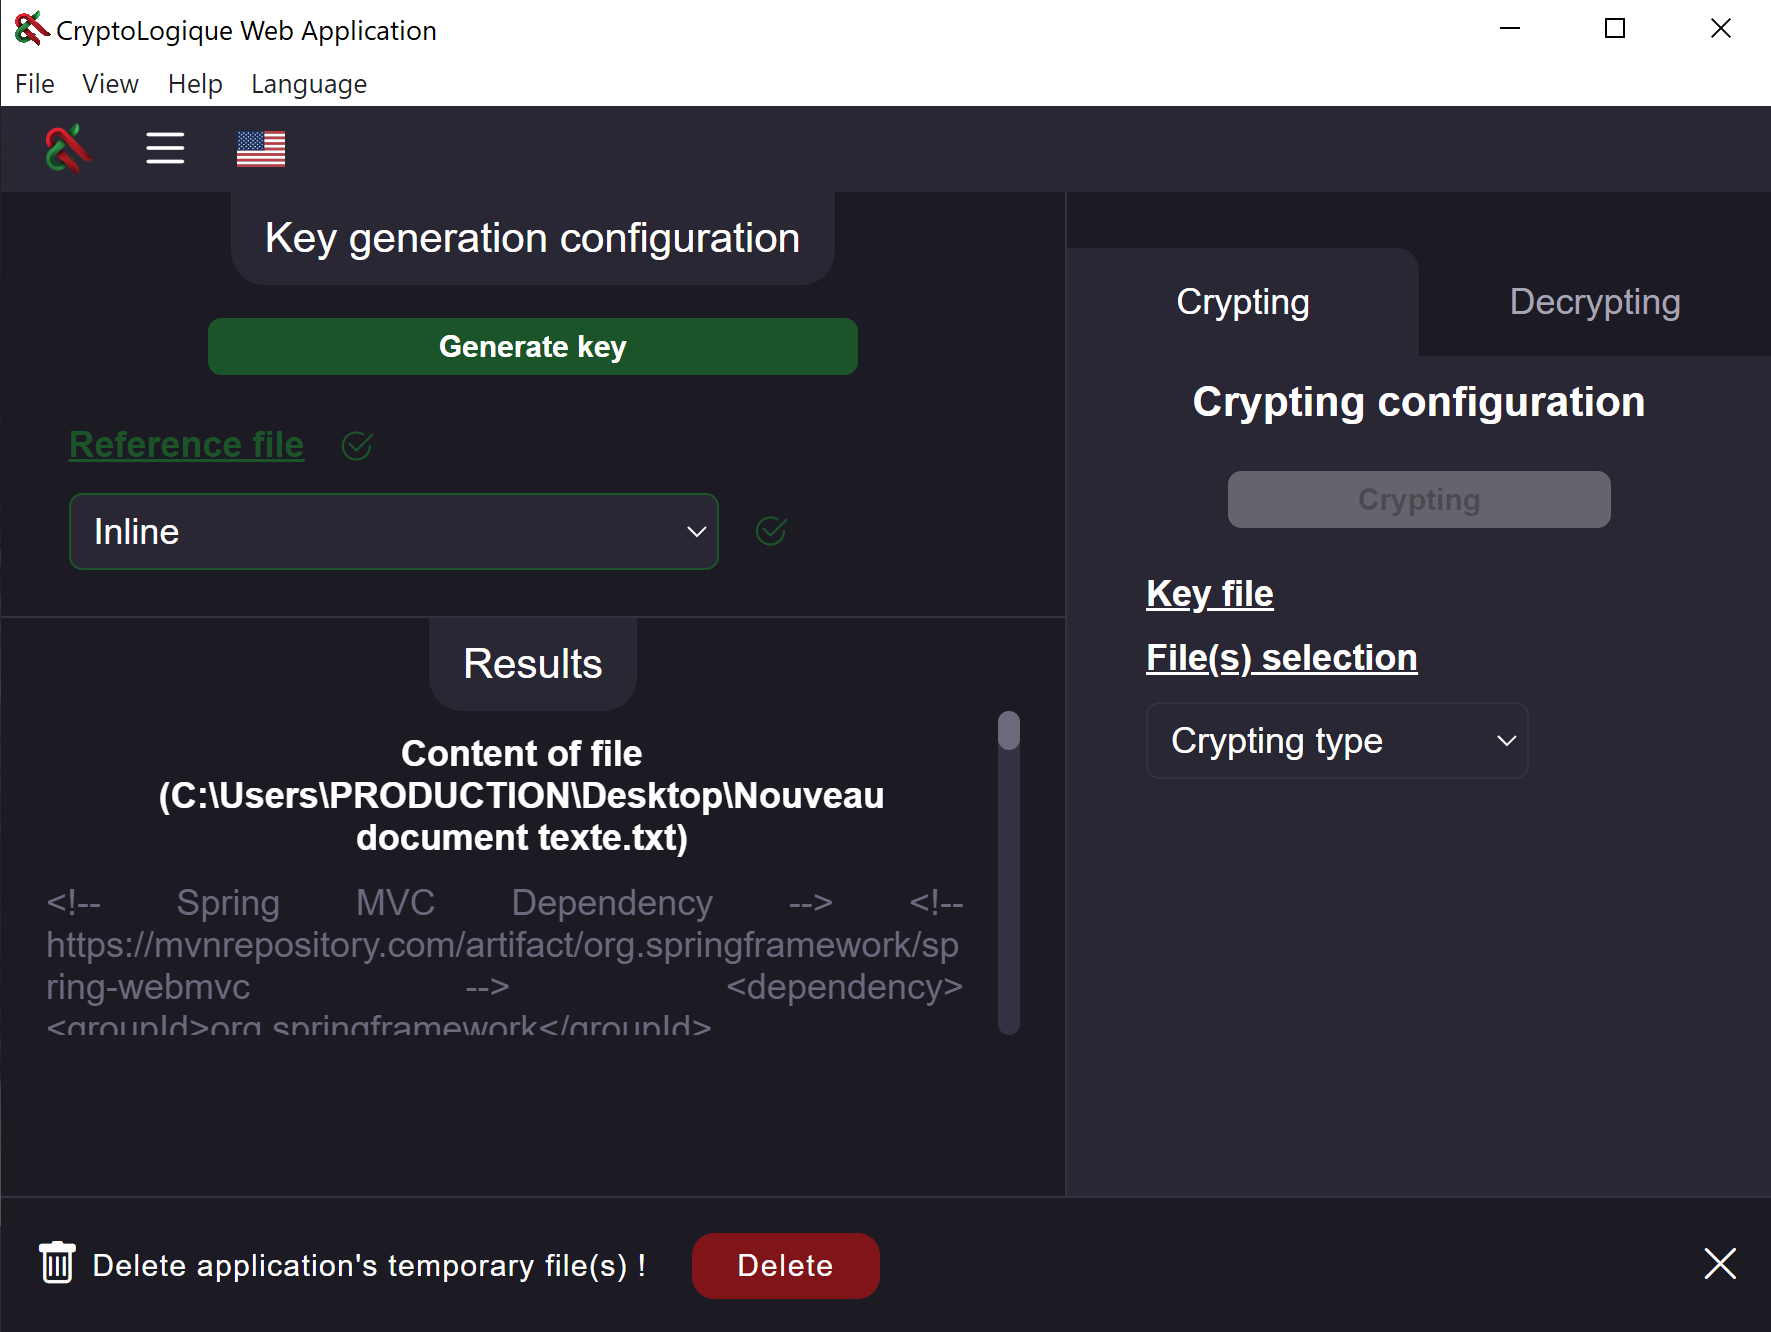 CryptoLogique Web Application
File View Help Language
Key generation configuration
Generate key
Reference file
Inline
Results
Content of file
(C:\Users\PRODUCTION\Desktop\Nouveau
document texte.txt)
<!-- Spring MVC Dependency --> <!--
https://mvnrepository.com/artifact/org.springframework/sp
ring-webmvc --> <dependency>
<groupId>org.springframework</groupId>
Crypting Decrypting
Crypting configuration
Crypting
Key file
File(s) selection
Crypting type
Delete application's temporary file(s) !
Delete